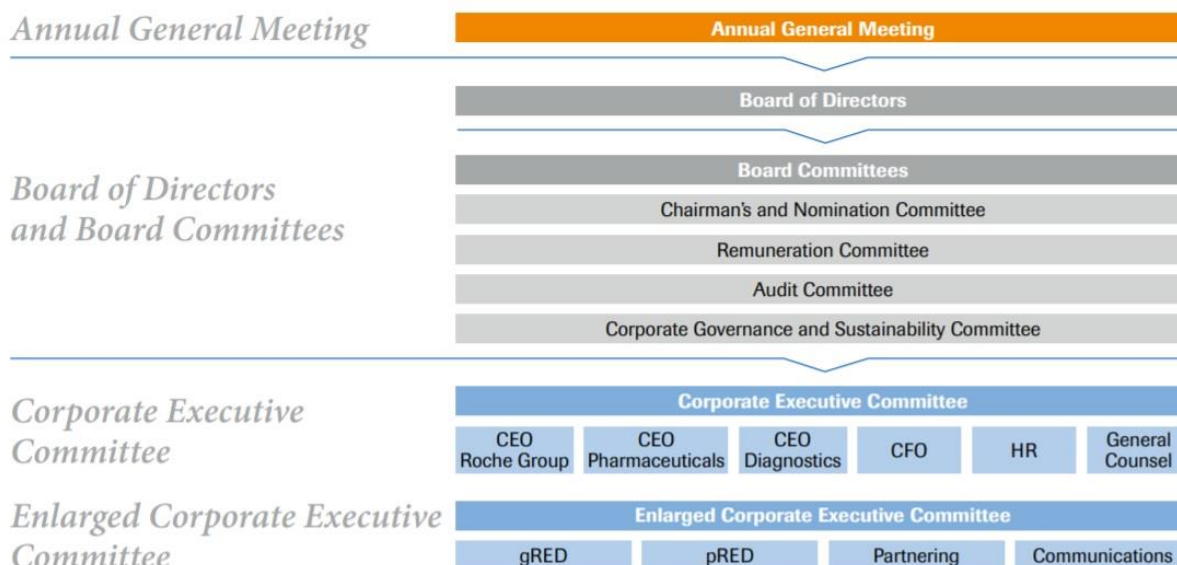 Annual General Meeting
Annual General Meeting
Board of Directors
Board of Directors
and Board Committees
Board Committees
Chairman's and Nomination Committee
Remuneration Committee
Audit Committee
Corporate Governance and Sustainability Committee
Corporate Executive
Committee
Corporate Executive Committee
CEO
Roche Group
CEO
Pharmaceuticals
CEO
Diagnostics
CFO
HR
General
Counsel
Enlarged Corporate Executive
Committee
Enlarged Corporate Executive Committee
gRED
pRED
Partnering
Communications